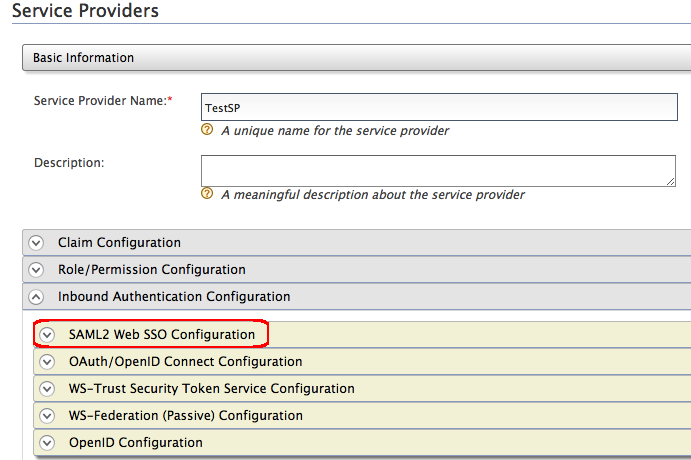 Service Providers
Basic Information
Service Provider Name:*
TestSP
A unique name for the service provider
Description:
A meaningful description about the service provider
Claim Configuration
Role/Permission Configuration
Inbound Authentication Configuration
SAML2 Web SSO Configuration
OAuth/OpenID Connect Configuration
WS-Trust Security Token Service Configuration
WS-Federation (Passive) Configuration
OpenID Configuration